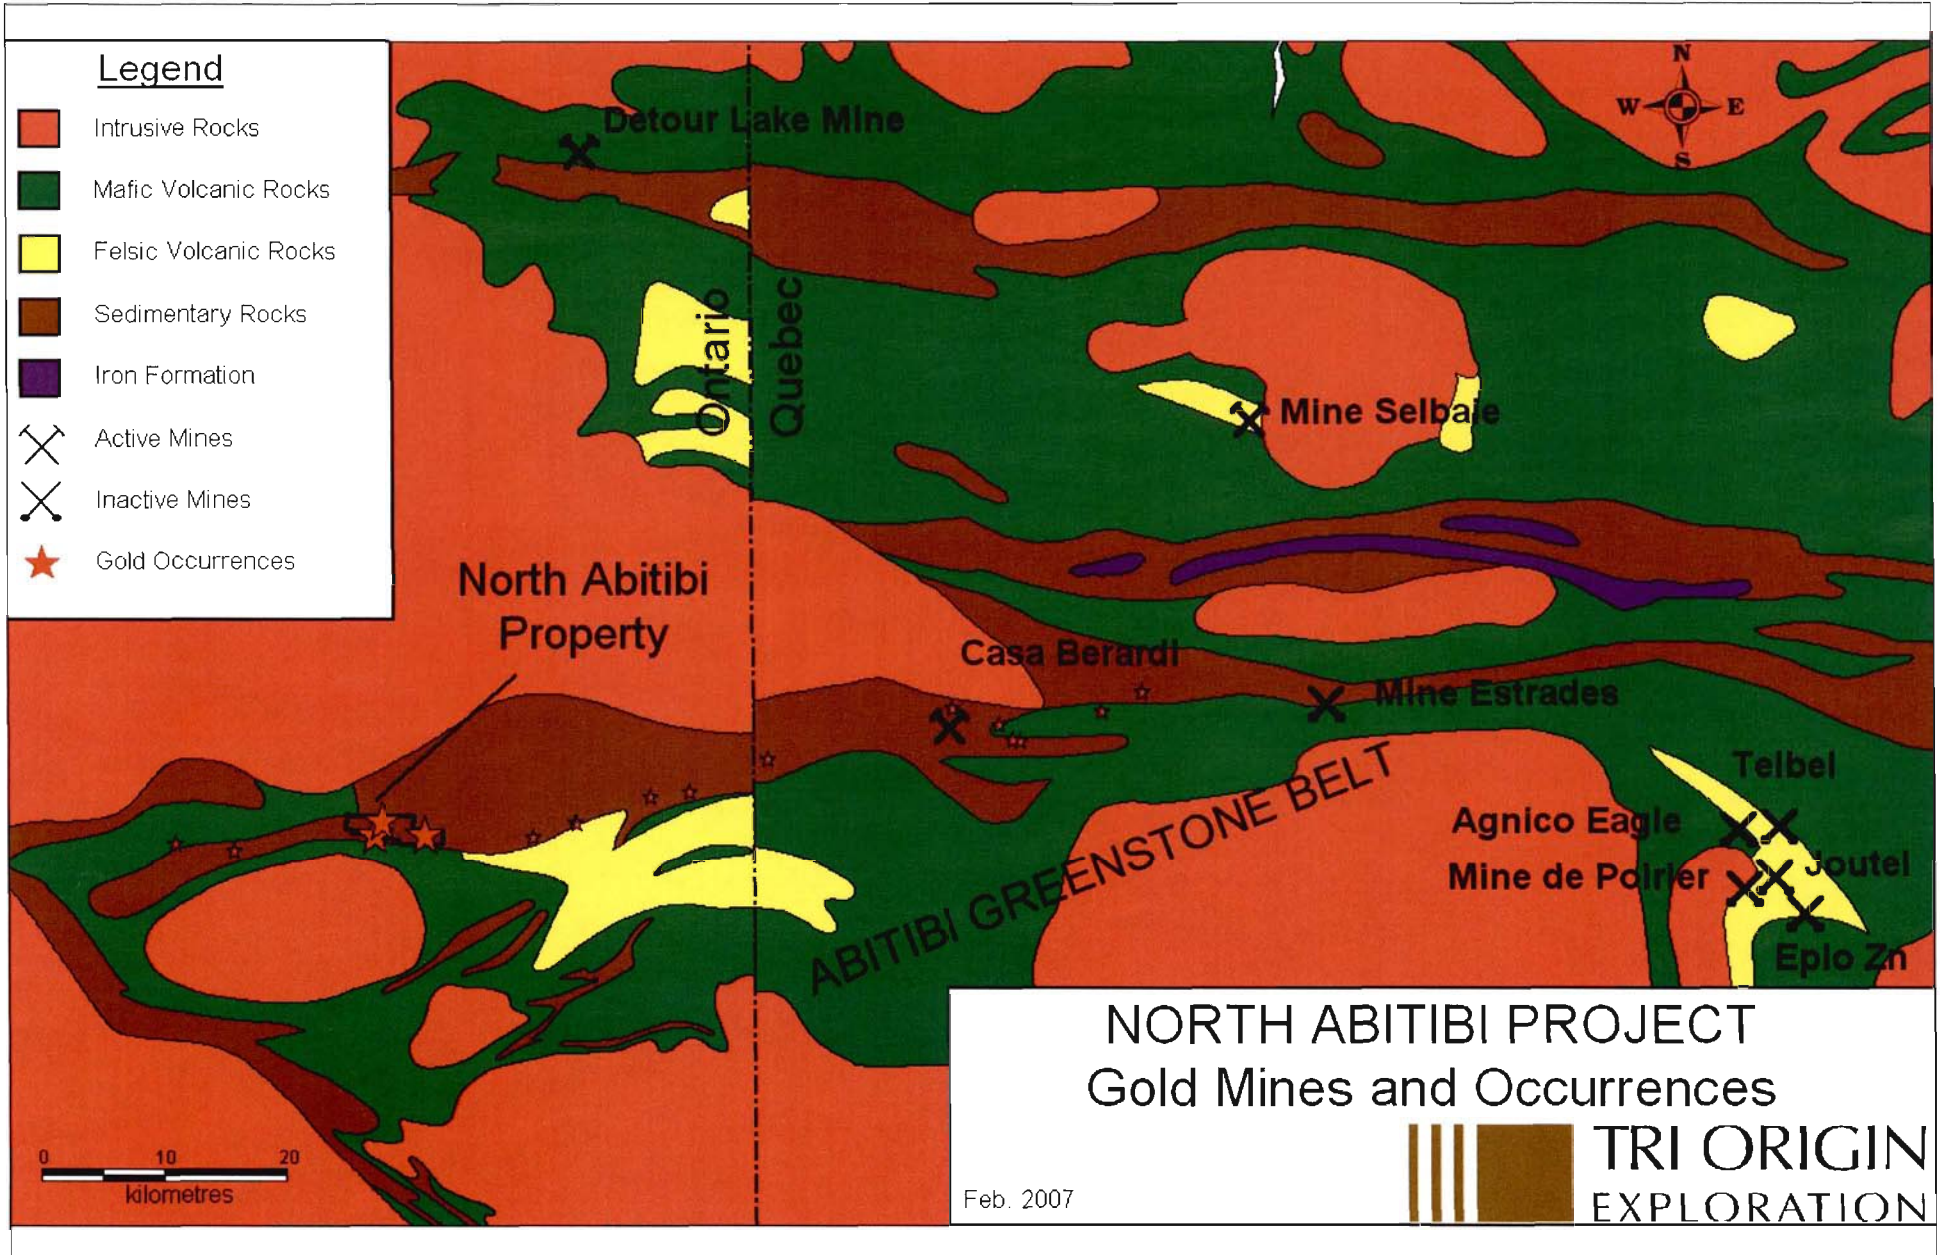 Legend
Intrusive Rocks
Mafic Volcanic Rocks
Felsic Volcanic Rocks
Sedimentary Rocks
Iron Formation
Active Mines
Inactive Mines
Gold Occurrences
N
W E
S
Detour Lake Mine
Ontario
Quebec
Mine Selbaie
North Abitibi
Property
Casa Berardi
Mine Estrades
Telbel
Agnico Eagle
Mine de Poirier
Joutel
Eplo Zn
ABITIBI GREENSTONE BELT
0 10 20
kilometres
NORTH ABITIBI PROJECT
Gold Mines and Occurrences
TRI ORIGIN
EXPLORATION
Feb. 2007